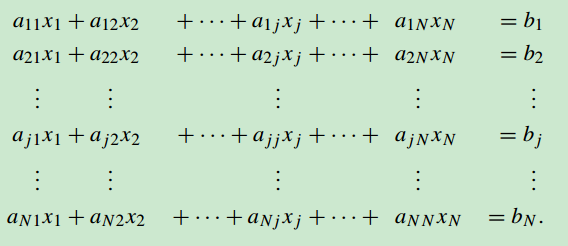 a₁₁x₁ + a₁₂x₂ + ⋯ + a₁ⱼxⱼ + ⋯ + a₁NxN = b₁
a₂₁x₁ + a₂₂x₂ + ⋯ + a₂ⱼxⱼ + ⋯ + a₂NxN = b₂
⋮ ⋮ ⋮ ⋮ ⋮
aⱼ₁x₁ + aⱼ₂x₂ + ⋯ + aⱼⱼxⱼ + ⋯ + aⱼNxN = bⱼ
⋮ ⋮ ⋮ ⋮ ⋮
aN₁x₁ + aN₂x₂ + ⋯ + aNⱼxⱼ + ⋯ + aNNxN = bN.